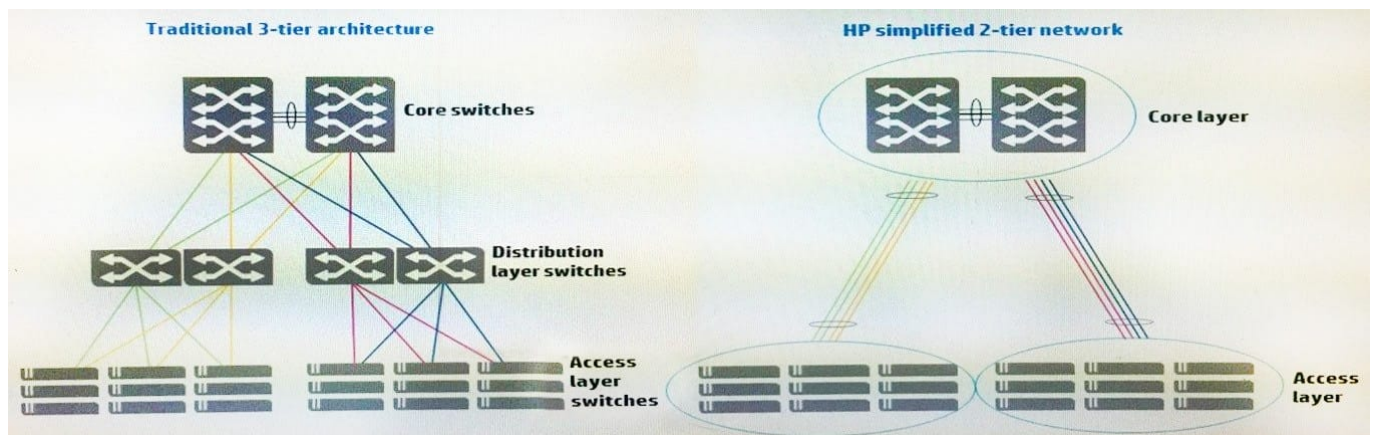 Traditional 3-tier architecture
HP simplified 2-tier network
Core switches
Core layer
Distribution
layer switches
Access
layer
switches
Access
layer